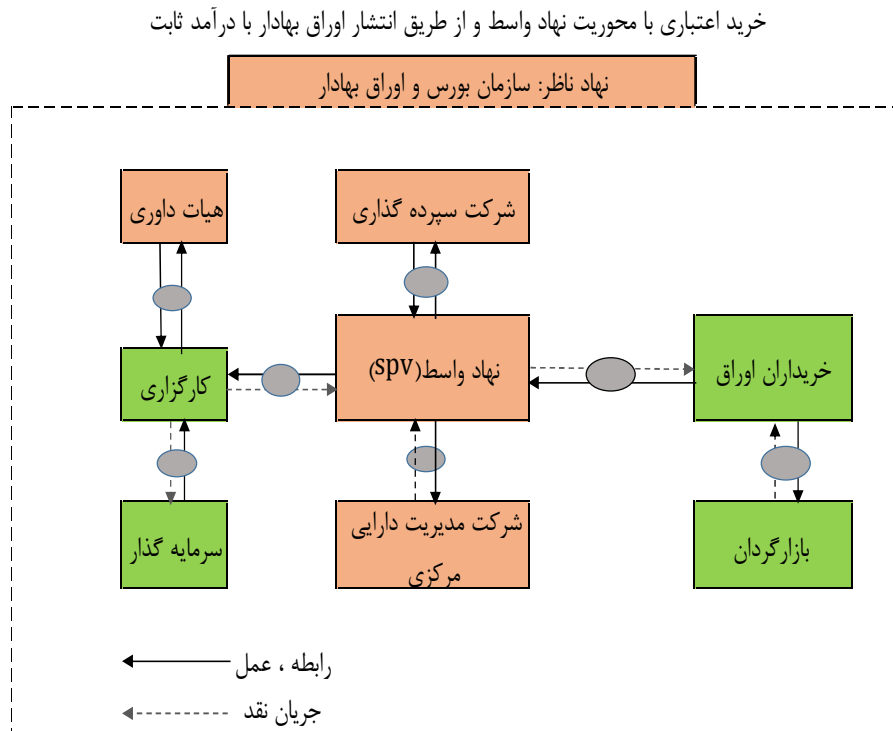 خرید اعتباری با محوریت نهاد واسط و از طریق انتشار اوراق بهادار با درآمد ثابت
نهاد ناظر: سازمان بورس و اوراق بهادار
شرکت سپرده گذاری
هیات داوری
خریداران اوراق
نهاد واسط(spv)
کارگزاری
بازارگردان
شرکت مدیریت دارایی
مرکزی
سرمایه گذار
رابطه ، عمل
جریان نقد